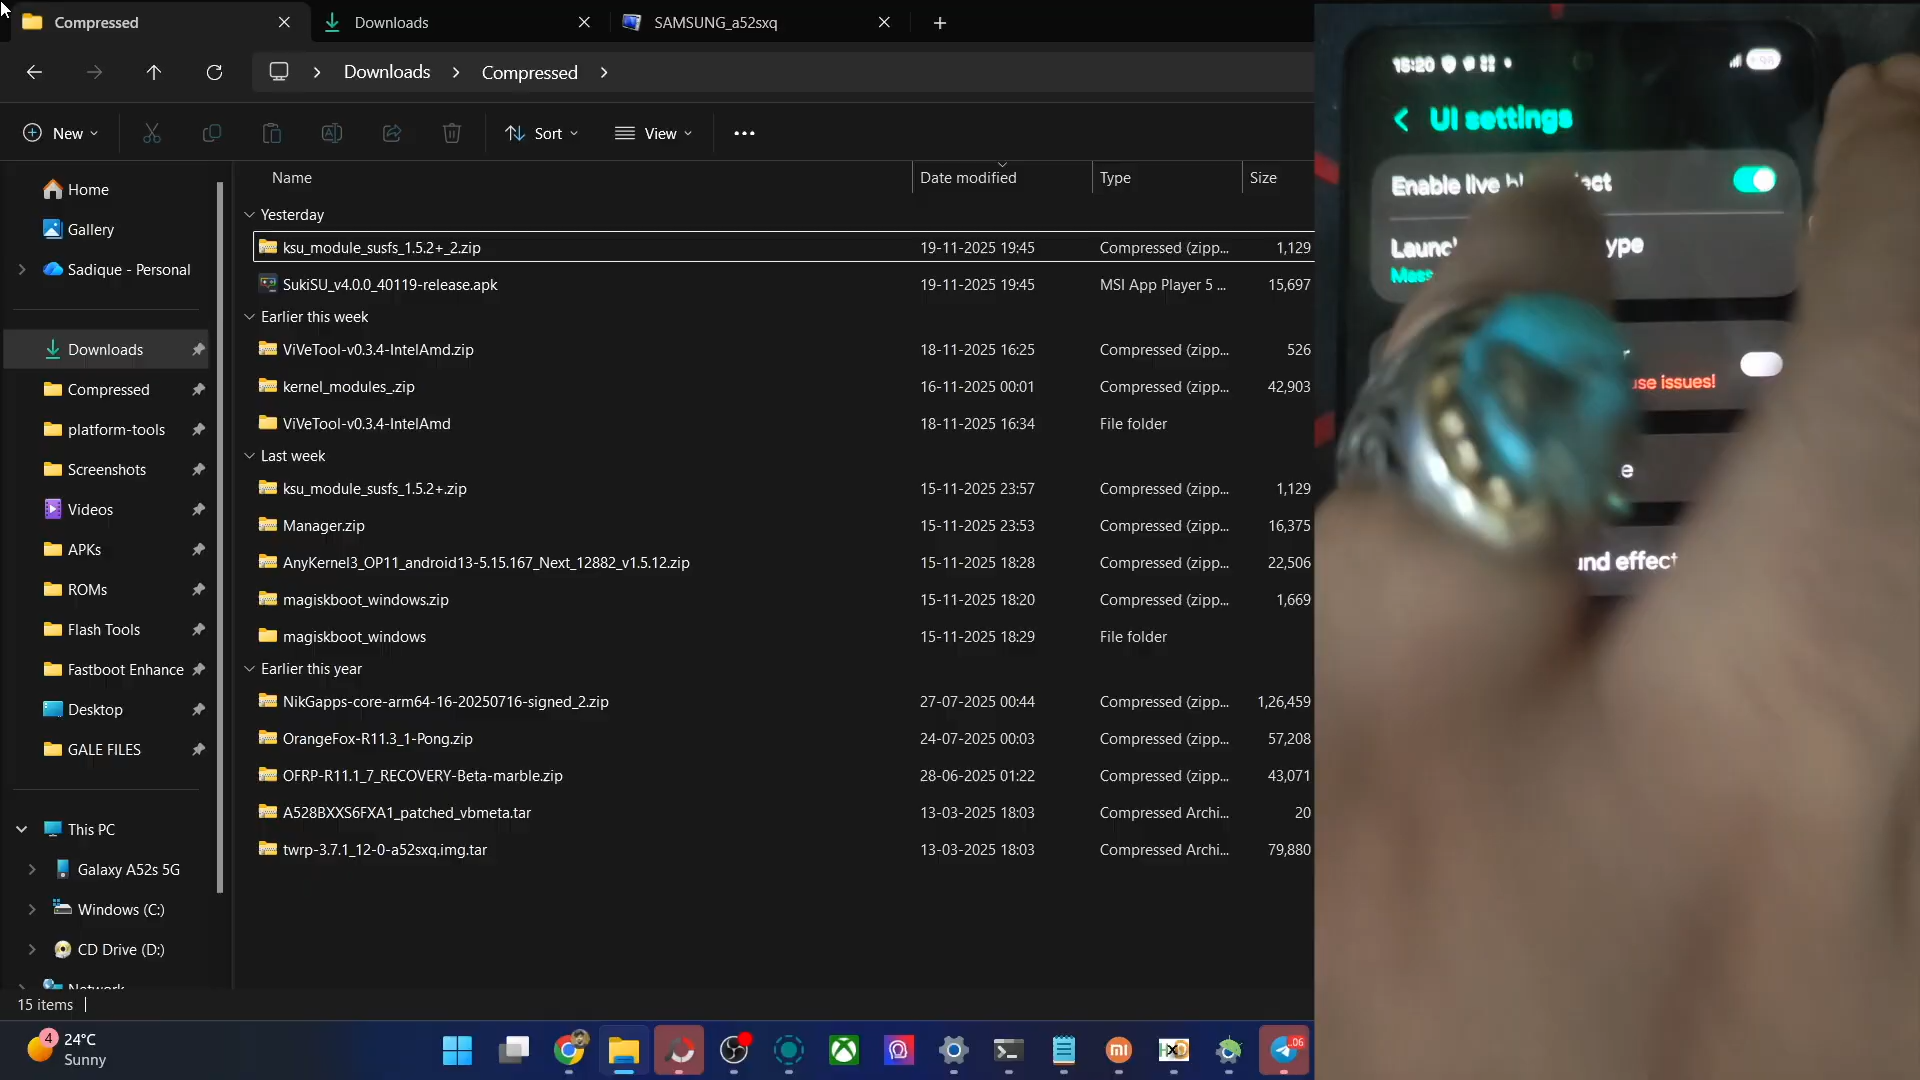 Compressed
Downloads
SAMSUNG_a52sxq
Downloads
Compressed
New
Sort
View
Home
Gallery
Sadique - Personal
Downloads
Compressed
platform-tools
Screenshots
Videos
APKs
ROMs
Flash Tools
Fastboot Enhance
Desktop
GALE FILES
This PC
Galaxy A52s 5G
Windows (C:)
CD Drive (D:)
Network
Name Date modified Type Size
Yesterday
ksu_module_susfs_1.5.2+_2.zip 19-11-2025 19:45 Compressed (zipp... 1,129
SukiSU_v4.0.0_40119-release.apk 19-11-2025 19:45 MSI App Player 5 ... 15,697
Earlier this week
ViVeTool-v0.3.4-IntelAmd.zip 18-11-2025 16:25 Compressed (zipp... 526
kernel_modules_.zip 16-11-2025 00:01 Compressed (zipp... 42,903
ViVeTool-v0.3.4-IntelAmd 18-11-2025 16:34 File folder
Last week
ksu_module_susfs_1.5.2+.zip 15-11-2025 23:57 Compressed (zipp... 1,129
Manager.zip 15-11-2025 23:53 Compressed (zipp... 16,375
AnyKernel3_OP11_android13-5.15.167_Next_12882_v1.5.12.zip 15-11-2025 18:28 Compressed (zipp... 22,506
magiskboot_windows.zip 15-11-2025 18:20 Compressed (zipp... 1,669
magiskboot_windows 15-11-2025 18:29 File folder
Earlier this year
NikGapps-core-arm64-16-20250716-signed_2.zip 27-07-2025 00:44 Compressed (zipp... 1,26,459
OrangeFox-R11.3_1-Pong.zip 24-07-2025 00:03 Compressed (zipp... 57,208
OFRP-R11.1_7_RECOVERY-Beta-marble.zip 28-06-2025 01:22 Compressed (zipp... 43,071
A528BXXS6FXA1_patched_vbmeta.tar 13-03-2025 18:03 Compressed Archi... 20
twrp-3.7.1_12-0-a52sxq.img.tar 13-03-2025 18:03 Compressed Archi... 79,880
15 items
4
24°C
Sunny
mi
HXD
06
15:20
UI settings
Enable live
issues!
effect